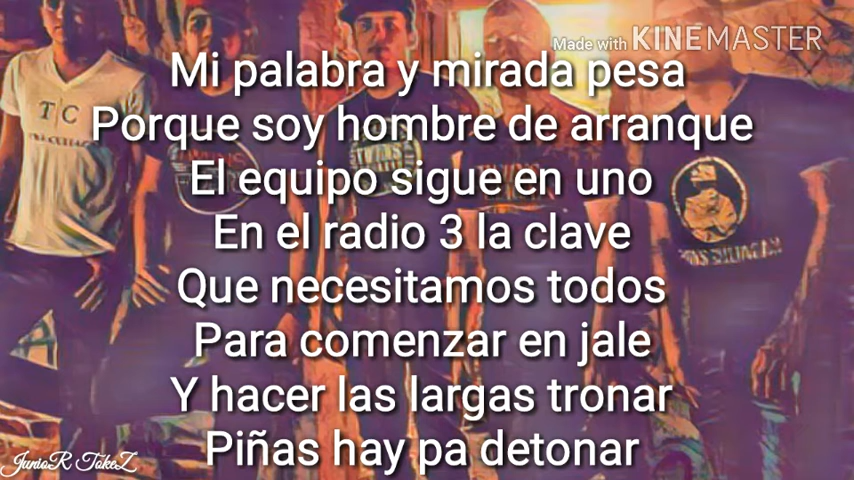 Made with KINEMASTER
Mi palabra y mirada pesa
Porque soy hombre de arranque
El equipo sigue en uno
En el radio 3 la clave
Que necesitamos todos
Para comenzar en jale
Y hacer las largas tronar
Piñas hay pa detonar
T C
TWINS
JunioR TokeZ